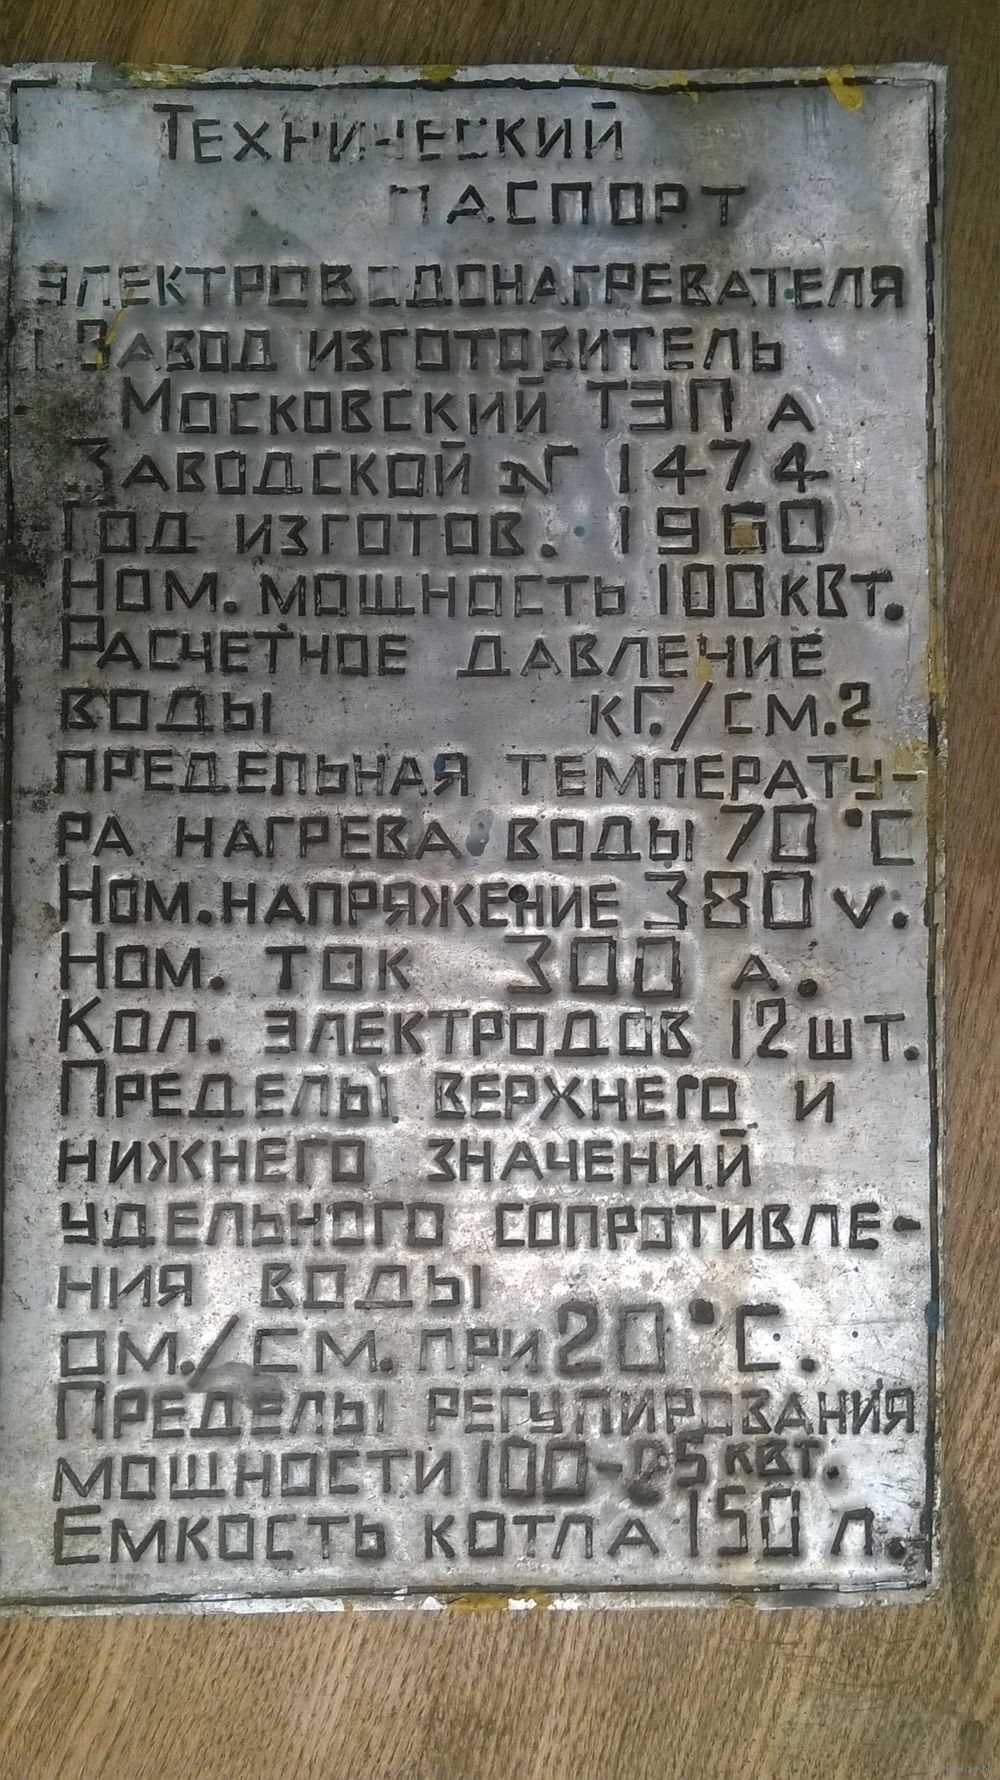 Технический
паспорт
электроводонагревателя
1. Завод изготовитель
Московский ТЭП а
Заводской № 1474
Год изготов. 1960
Ном. мощность 100 квт.
Расчетное давление
воды кг./см.2
предельная температу-
ра нагрева воды 70 °С
Ном. напряжение 380 v.
Ном. ток 300 а.
Кол. электродов 12 шт.
Пределы верхнего и
нижнего значений
удельного сопротивле-
ния воды
ом./см. при 20 °С.
Пределы регулирования
мощности 100-25 квт.
Емкость котла 150 л.